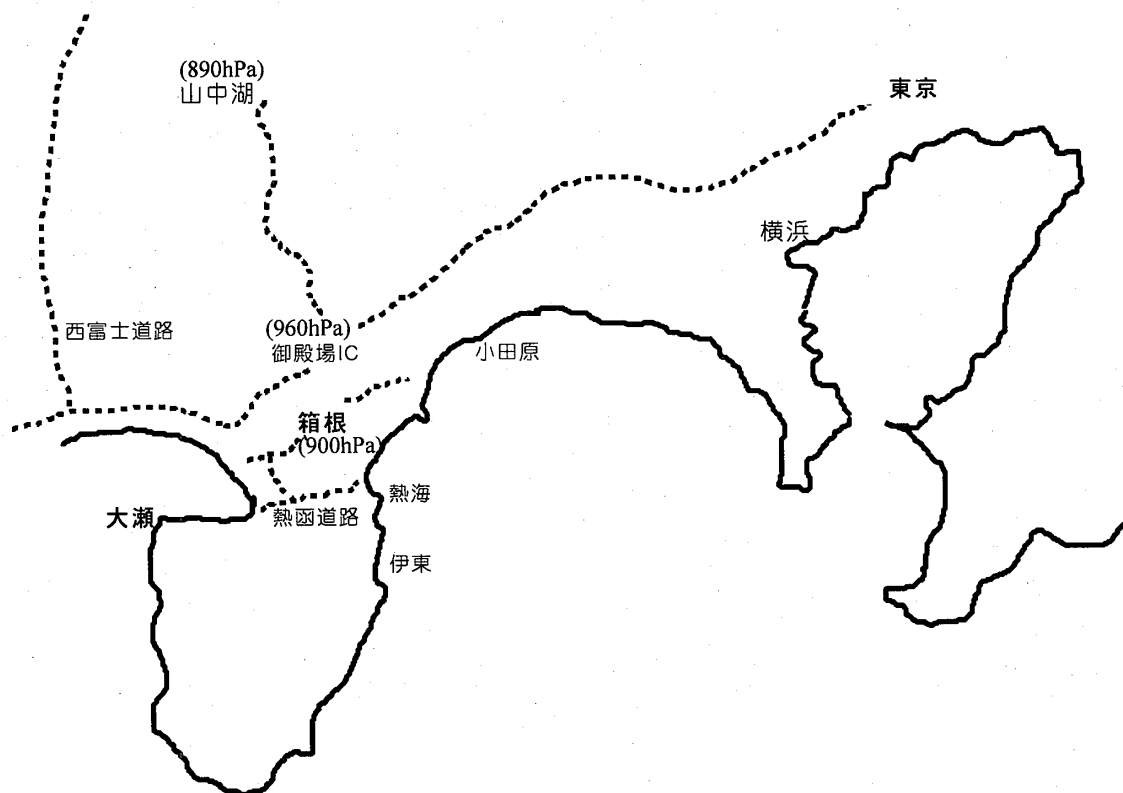 (890hPa)
山中湖
東京
横浜
西富士道路
(960hPa)
御殿場IC
小田原
箱根
(900hPa)
熱海
大瀬
熱函道路
伊東